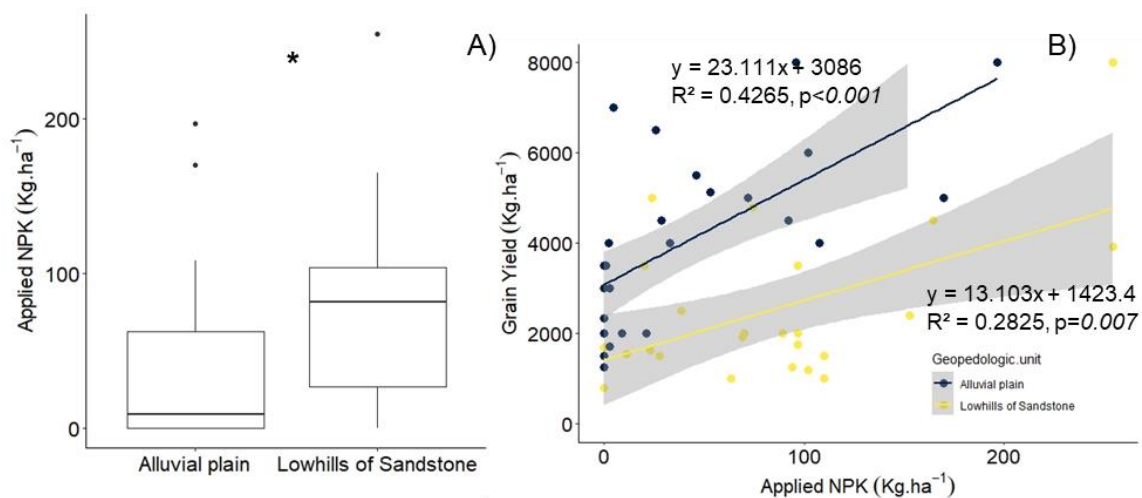 A)
Applied NPK (Kg.ha⁻¹)
200
100
0
*
Alluvial plain
Lowhills of Sandstone
B)
Grain Yield (Kg.ha⁻¹)
8000
6000
4000
2000
0
y = 23.111x + 3086
R² = 0.4265, p<0.001
y = 13.103x + 1423.4
R² = 0.2825, p=0.007
Geopedologic.unit
Alluvial plain
Lowhills of Sandstone
0
100
200
Applied NPK (Kg.ha⁻¹)